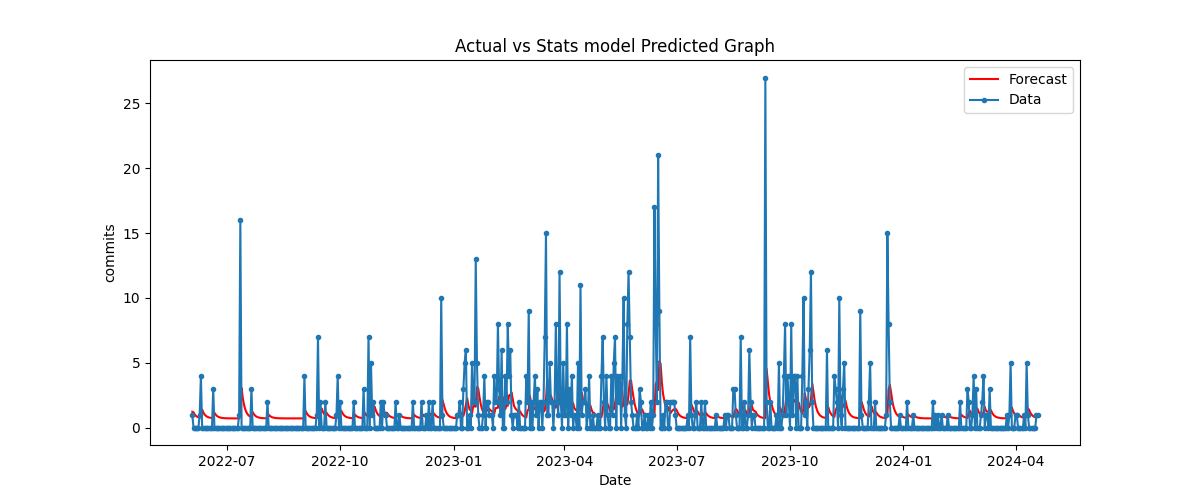 Actual vs Stats model Predicted Graph
Forecast
Data
commits
25
20
15
10
5
0
2022-07 2022-10 2023-01 2023-04 2023-07 2023-10 2024-01 2024-04
Date